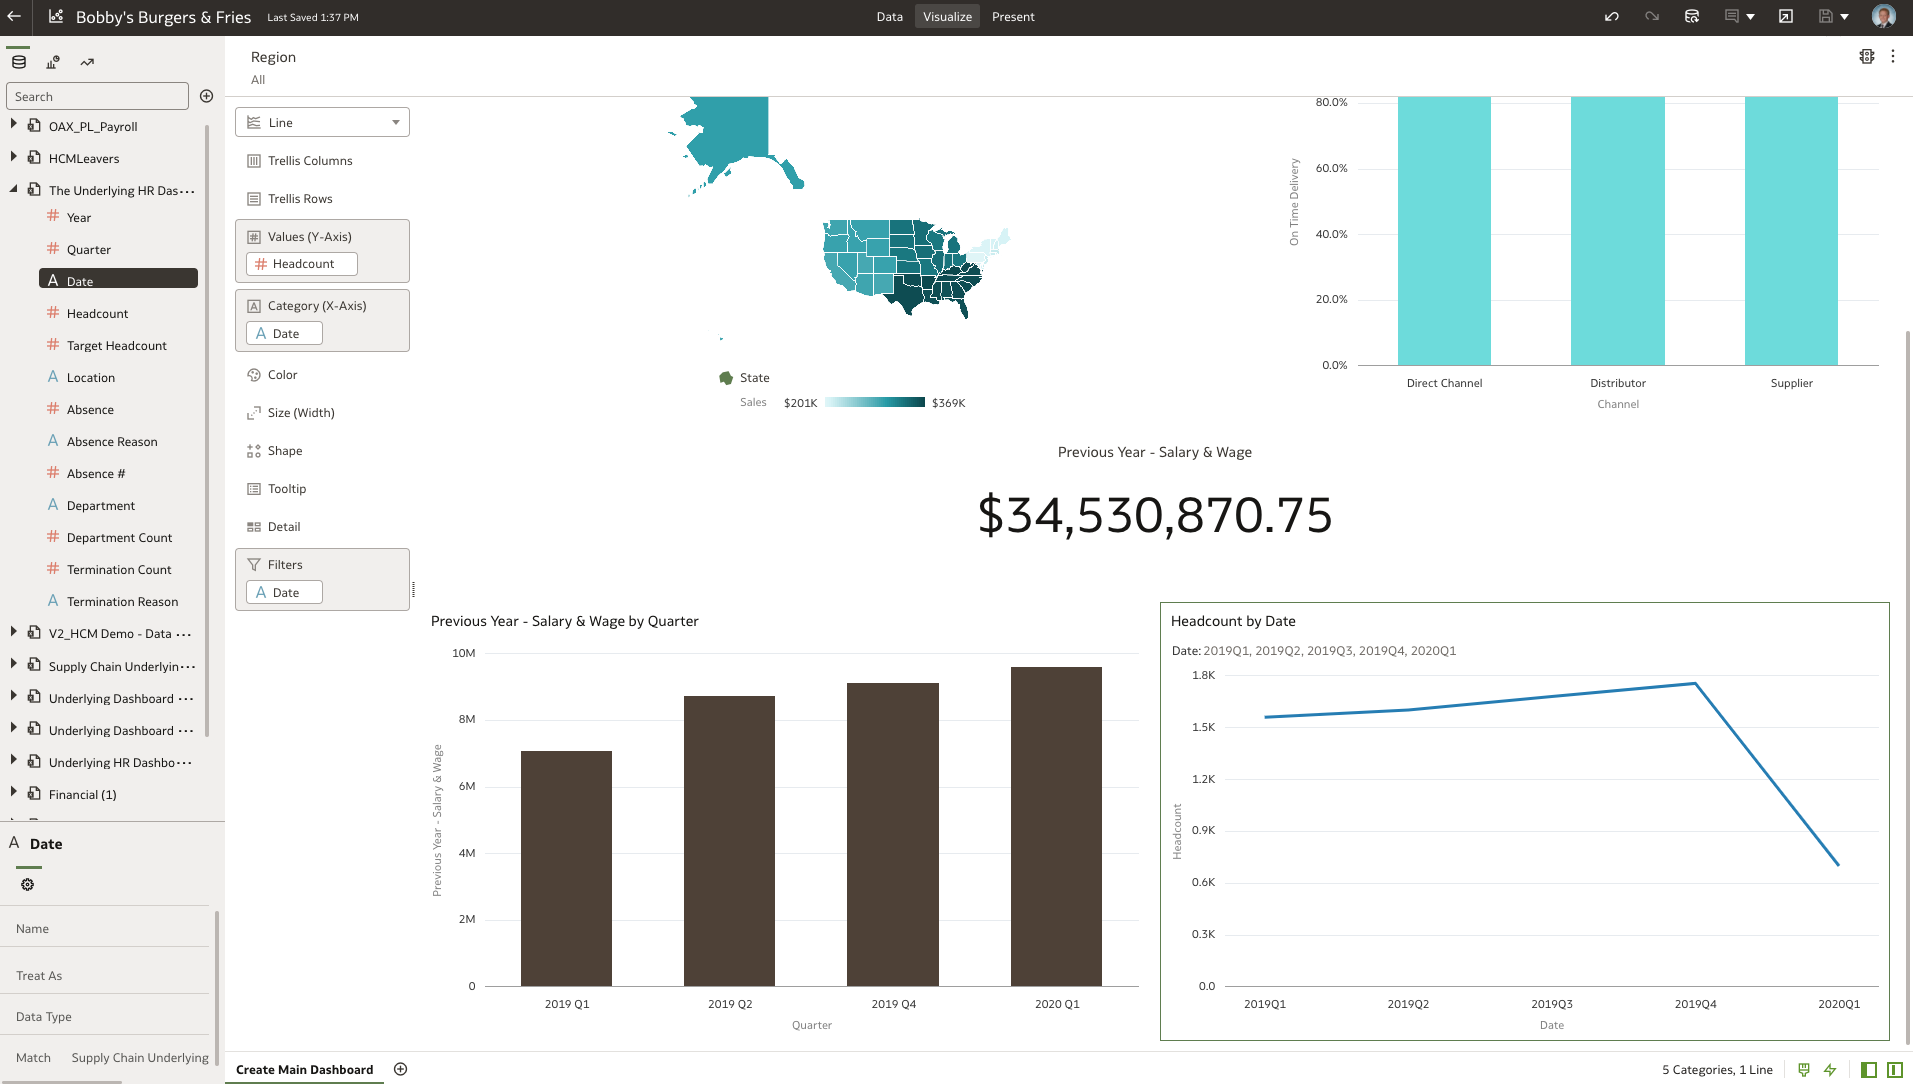 Bobby's Burgers & Fries Last Saved 1:37 PM
Data Visualize Present
Search
OAX_PL_Payroll
HCMLeavers
The Underlying HR Das...
# Year
# Quarter
A Date
# Headcount
# Target Headcount
A Location
# Absence
A Absence Reason
# Absence #
A Department
# Department Count
# Termination Count
A Termination Reason
V2_HCM Demo - Data ...
Supply Chain Underlyin...
Underlying Dashboard ...
Underlying Dashboard ...
Underlying HR Dashbo...
Financial (1)
A Date
Name
Treat As
Data Type
Match Supply Chain Underlying
Region
All
Line
Trellis Columns
Trellis Rows
# Values (Y-Axis)
# Headcount
A Category (X-Axis)
A Date
Color
Size (Width)
Shape
Tooltip
Detail
Filters
A Date
State
Sales $201K $369K
On Time Delivery
80.0%
60.0%
40.0%
20.0%
0.0%
Direct Channel Distributor Supplier
Channel
Previous Year - Salary & Wage
$34,530,870.75
Previous Year - Salary & Wage by Quarter
Previous Year - Salary & Wage
10M
8M
6M
4M
2M
0
2019 Q1 2019 Q2 2019 Q4 2020 Q1
Quarter
Headcount by Date
Date: 2019Q1, 2019Q2, 2019Q3, 2019Q4, 2020Q1
Headcount
1.8K
1.5K
1.2K
0.9K
0.6K
0.3K
0.0
2019Q1 2019Q2 2019Q3 2019Q4 2020Q1
Date
Create Main Dashboard
5 Categories, 1 Line